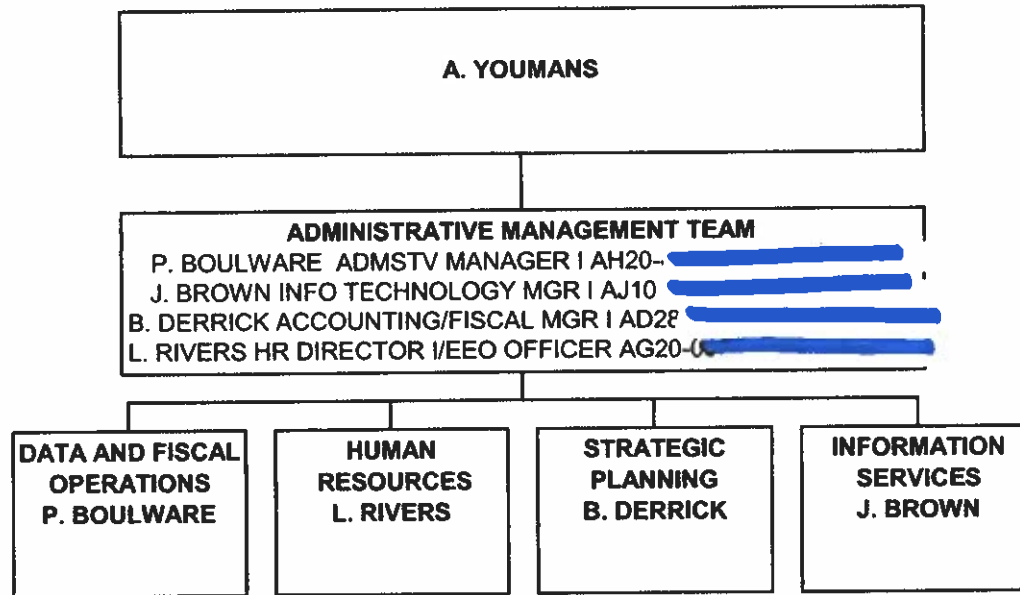 A. YOUMANS
ADMINISTRATIVE MANAGEMENT TEAM
P. BOULWARE ADMSTV MANAGER I AH20-
J. BROWN INFO TECHNOLOGY MGR I AJ10
B. DERRICK ACCOUNTING/FISCAL MGR I AD28
L. RIVERS HR DIRECTOR I/EEO OFFICER AG20-
DATA AND FISCAL
OPERATIONS
P. BOULWARE
HUMAN
RESOURCES
L. RIVERS
STRATEGIC
PLANNING
B. DERRICK
INFORMATION
SERVICES
J. BROWN